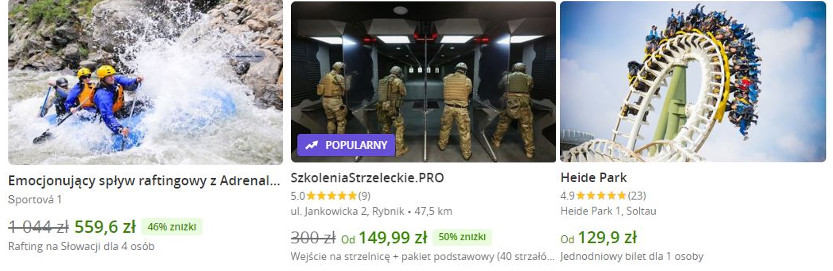 POPULARNY
Emocjonujący spływ raftingowy z Adrenal...
Sportová 1
1 044 zł 559,6 zł 46% zniżki
Rafting na Słowacji dla 4 osób
SzkoleniaStrzeleckie.PRO
5.0 ★★★★★ (9)
ul. Jankowicka 2, Rybnik • 47,5 km
300 zł Od 149,99 zł 50% zniżki
Wejście na strzelnicę + pakiet podstawowy (40 strzałó...
Heide Park
4.9 ★★★★★ (23)
Heide Park 1, Soltau
Od 129,9 zł
Jednodniowy bilet dla 1 osoby